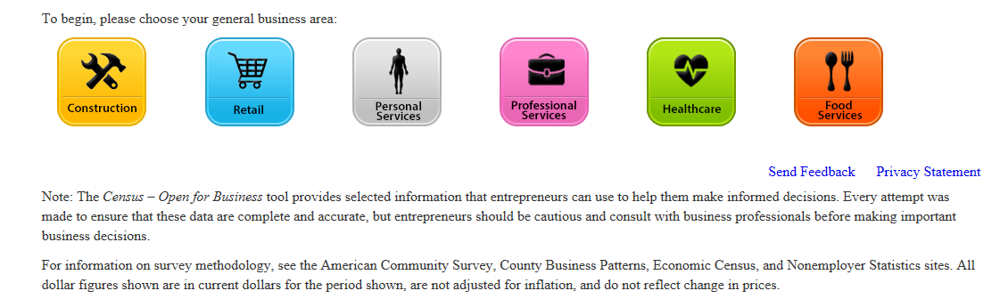 To begin, please choose your general business area:
Construction
Retail
Personal
Services
Professional
Services
Healthcare
Food
Services
Send Feedback Privacy Statement
Note: The Census – Open for Business tool provides selected information that entrepreneurs can use to help them make informed decisions. Every attempt was
made to ensure that these data are complete and accurate, but entrepreneurs should be cautious and consult with business professionals before making important
business decisions.
For information on survey methodology, see the American Community Survey, County Business Patterns, Economic Census, and Nonemployer Statistics sites. All
dollar figures shown are in current dollars for the period shown, are not adjusted for inflation, and do not reflect change in prices.